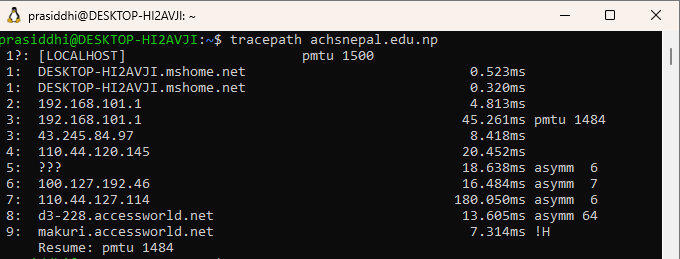 prasiddhi@DESKTOP-HI2AVJI: ~
prasiddhi@DESKTOP-HI2AVJI:~$ tracepath achsnepal.edu.np
 1?: [LOCALHOST]                      pmtu 1500
 1:  DESKTOP-HI2AVJI.mshome.net                            0.523ms
 1:  DESKTOP-HI2AVJI.mshome.net                            0.320ms
 2:  192.168.101.1                                         4.813ms
 3:  192.168.101.1                                        45.261ms pmtu 1484
 3:  43.245.84.97                                          8.418ms
 4:  110.44.120.145                                       20.452ms
 5:  ???                                                  18.638ms asymm  6
 6:  100.127.192.46                                       16.484ms asymm  7
 7:  110.44.127.114                                      180.050ms asymm  6
 8:  d3-228.accessworld.net                               13.605ms asymm 64
 9:  makuri.accessworld.net                                7.314ms !H
     Resume: pmtu 1484